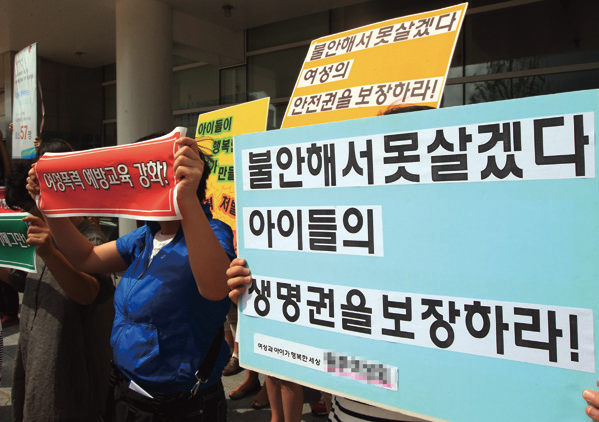 불안해서 못살겠다
여성의
안전권을 보장하라!
아이들이
여성폭력 예방교육 강화!
불안해서 못살겠다
아이들의
생명권을 보장하라!
여성과 아이가 행복한 세상